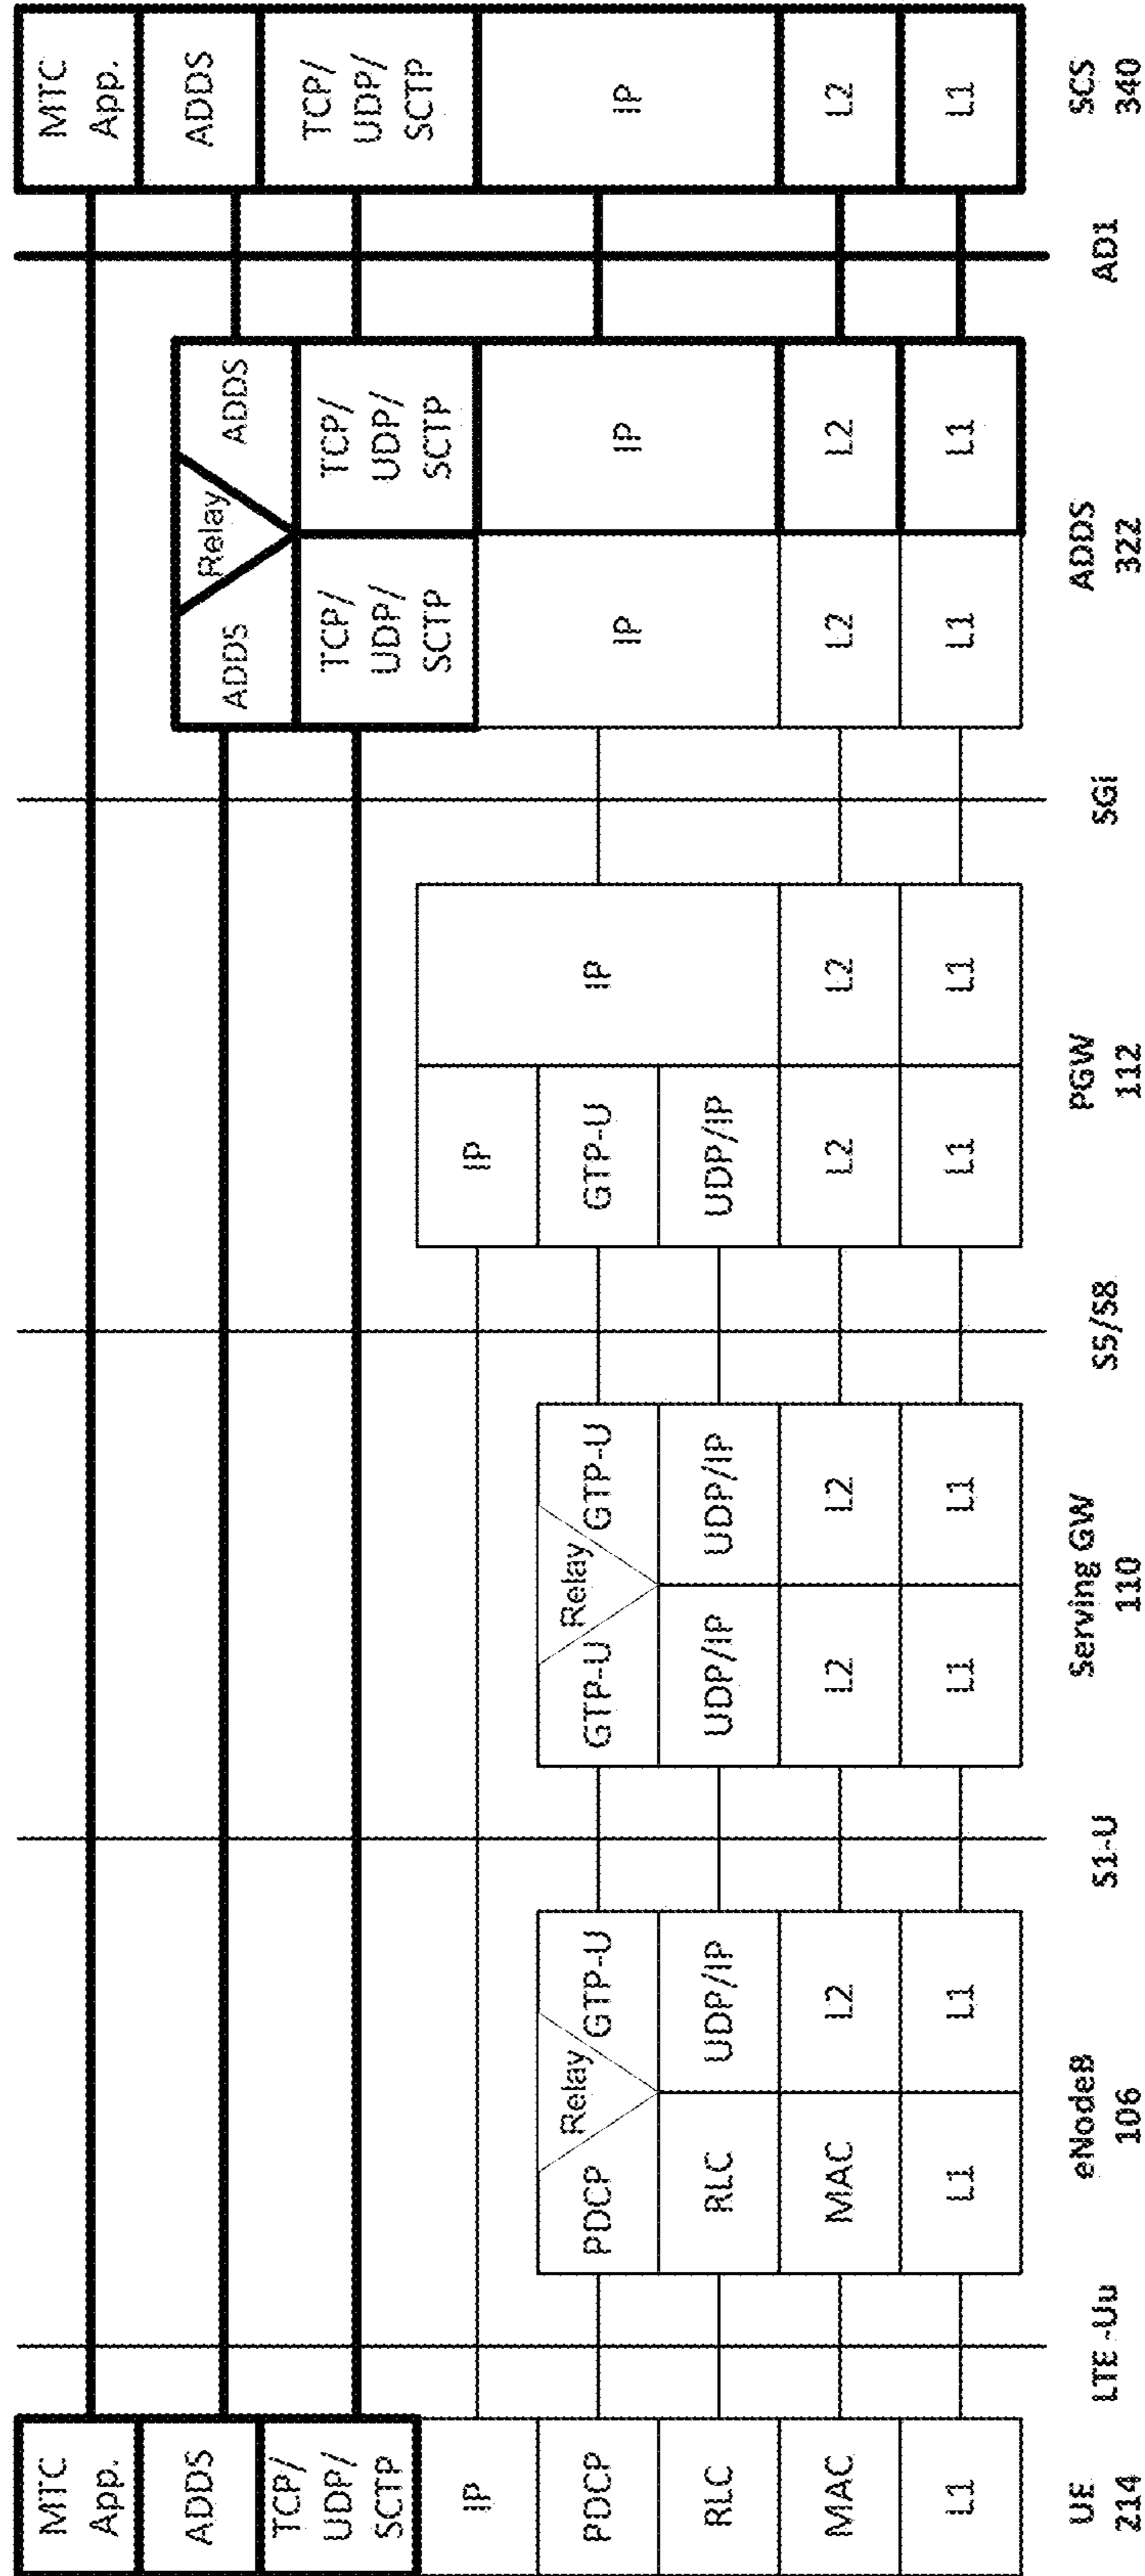 MTC
App.
ADDS
TCP/
UDP/
SCTP
IP
PDCP
RLC
MAC
L1
UE
214
LTE-Uu
PDCP
Relay
GTP-U
RLC
UDP/IP
MAC
L2
L1
L1
eNodeB
106
S1-U
GTP-U
Relay
GTP-U
UDP/IP
UDP/IP
L2
L2
L1
L1
Serving GW
110
S5/S8
IP
GTP-U
UDP/IP
L2
L1
IP
L2
L1
PGW
112
SGi
ADDS
Relay
ADDS
TCP/
UDP/
SCTP
TCP/
UDP/
SCTP
IP
IP
L2
L2
L1
L1
ADDS
322
AD1
MTC
App.
ADDS
TCP/
UDP/
SCTP
IP
L2
L1
SCS
340